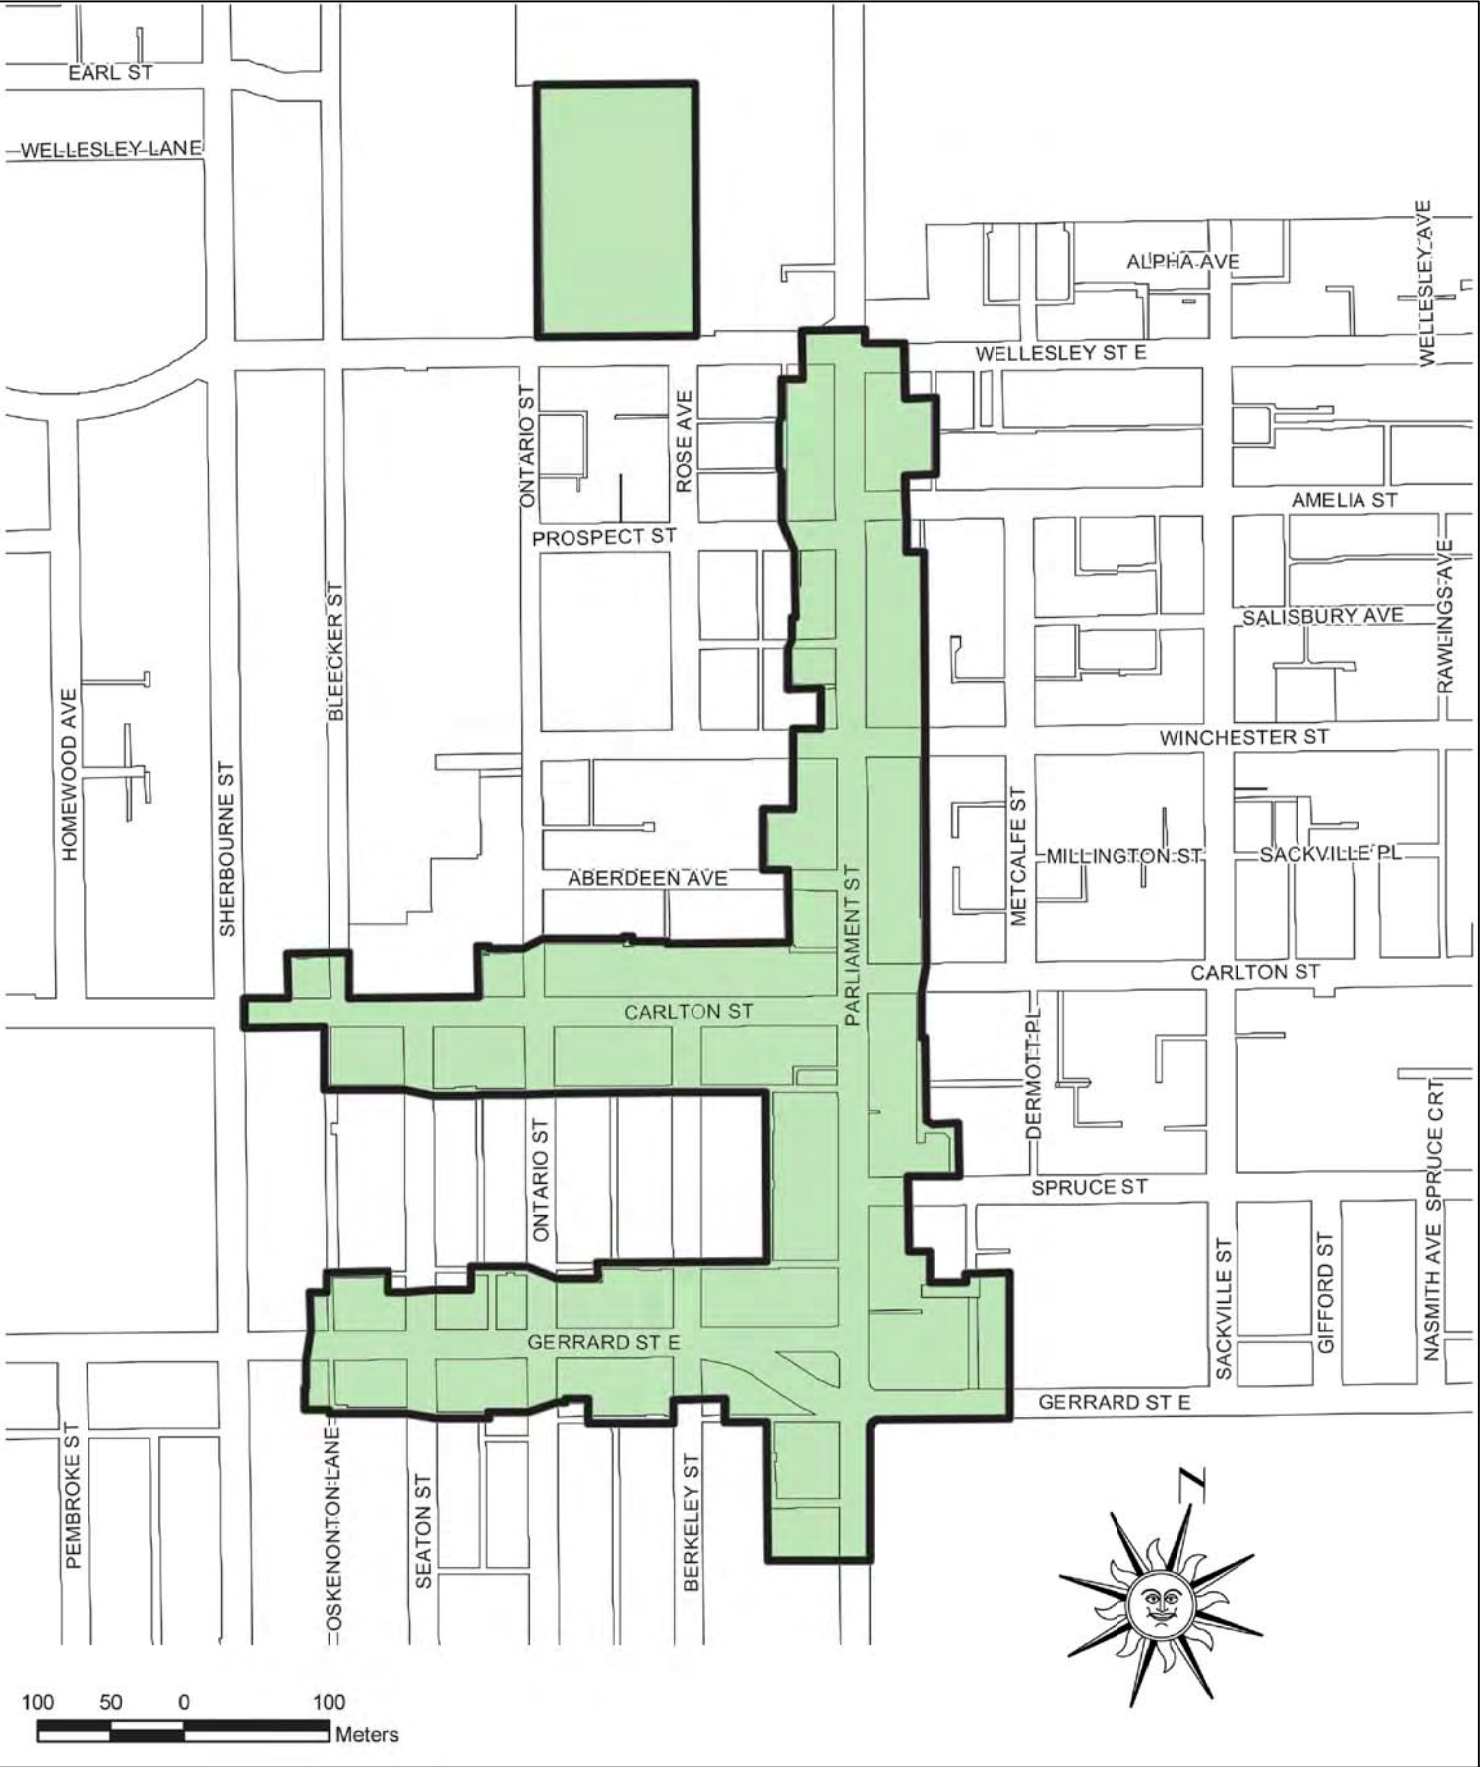 EARL ST
WELLESLEY LANE
ALPHA AVE
WELLESLEY AVE
WELLESLEY ST E
ONTARIO ST
ROSE AVE
AMELIA ST
PROSPECT ST
RAWLINGS AVE
BLEECKER ST
SALISBURY AVE
HOMEWOOD AVE
WINCHESTER ST
SHERBOURNE ST
METCALFE ST
MILLINGTON ST
SACKVILLE PL
ABERDEEN AVE
PARLIAMENT ST
CARLTON ST
CARLTON ST
DERMOTT PL
SPRUCE CRT
ONTARIO ST
SPRUCE ST
SACKVILLE ST
GIFFORD ST
NASMITH AVE
GERRARD ST E
GERRARD ST E
PEMBROKE ST
OSKENONTON LANE
SEATON ST
BERKELEY ST
N
100 50 0 100
Meters